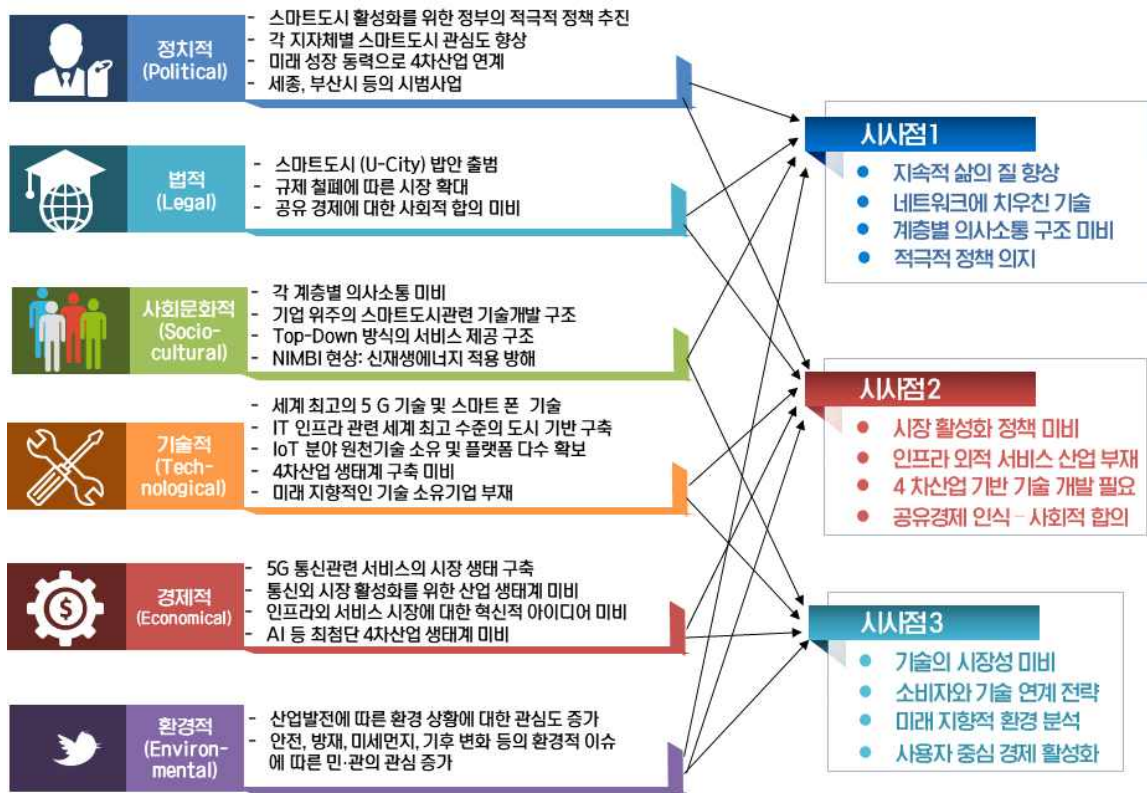 정치적
(Political)
- 스마트도시 활성화를 위한 정부의 적극적 정책 추진
- 각 지자체별 스마트도시 관심도 향상
- 미래 성장 동력으로 4차산업 연계
- 세종, 부산시 등의 시범사업
법적
(Legal)
- 스마트도시 (U-City) 법안 출범
- 규제 철폐에 따른 시장 확대
- 공유 경제에 대한 사회적 합의 미비
사회문화적
(Socio-
cultural)
- 각 계층별 의사소통 미비
- 기업 위주의 스마트도시관련 기술개발 구조
- Top-Down 방식의 서비스 제공 구조
- NIMBI 현상: 신재생에너지 적용 방해
기술적
(Tech-
nological)
- 세계 최고의 5 G 기술 및 스마트 폰 기술
- IT 인프라 관련 세계 최고 수준의 도시 기반 구축
- IoT 분야 원천기술 소유 및 플랫폼 다수 확보
- 4차산업 생태계 구축 미비
- 미래 지향적인 기술 소유기업 부재
경제적
(Economical)
- 5G 통신관련 서비스의 시장 생태 구축
- 통신외 시장 활성화를 위한 산업 생태계 미비
- 인프라외 서비스 시장에 대한 혁신적 아이디어 미비
- AI 등 최첨단 4차산업 생태계 미비
환경적
(Environ-
mental)
- 산업발전에 따른 환경 상황에 대한 관심도 증가
- 안전, 방재, 미세먼지, 기후 변화 등의 환경적 이슈
에 따른 민·관의 관심 증가
시사점1
● 지속적 삶의 질 향상
● 네트워크에 치우친 기술
● 계층별 의사소통 구조 미비
● 적극적 정책 의지
시사점2
● 시장 활성화 정책 미비
● 인프라 외적 서비스 산업 부재
● 4 차산업 기반 기술 개발 필요
● 공유경제 인식 – 사회적 합의
시사점3
● 기술의 시장성 미비
● 소비자와 기술 연계 전략
● 미래 지향적 환경 분석
● 사용자 중심 경제 활성화